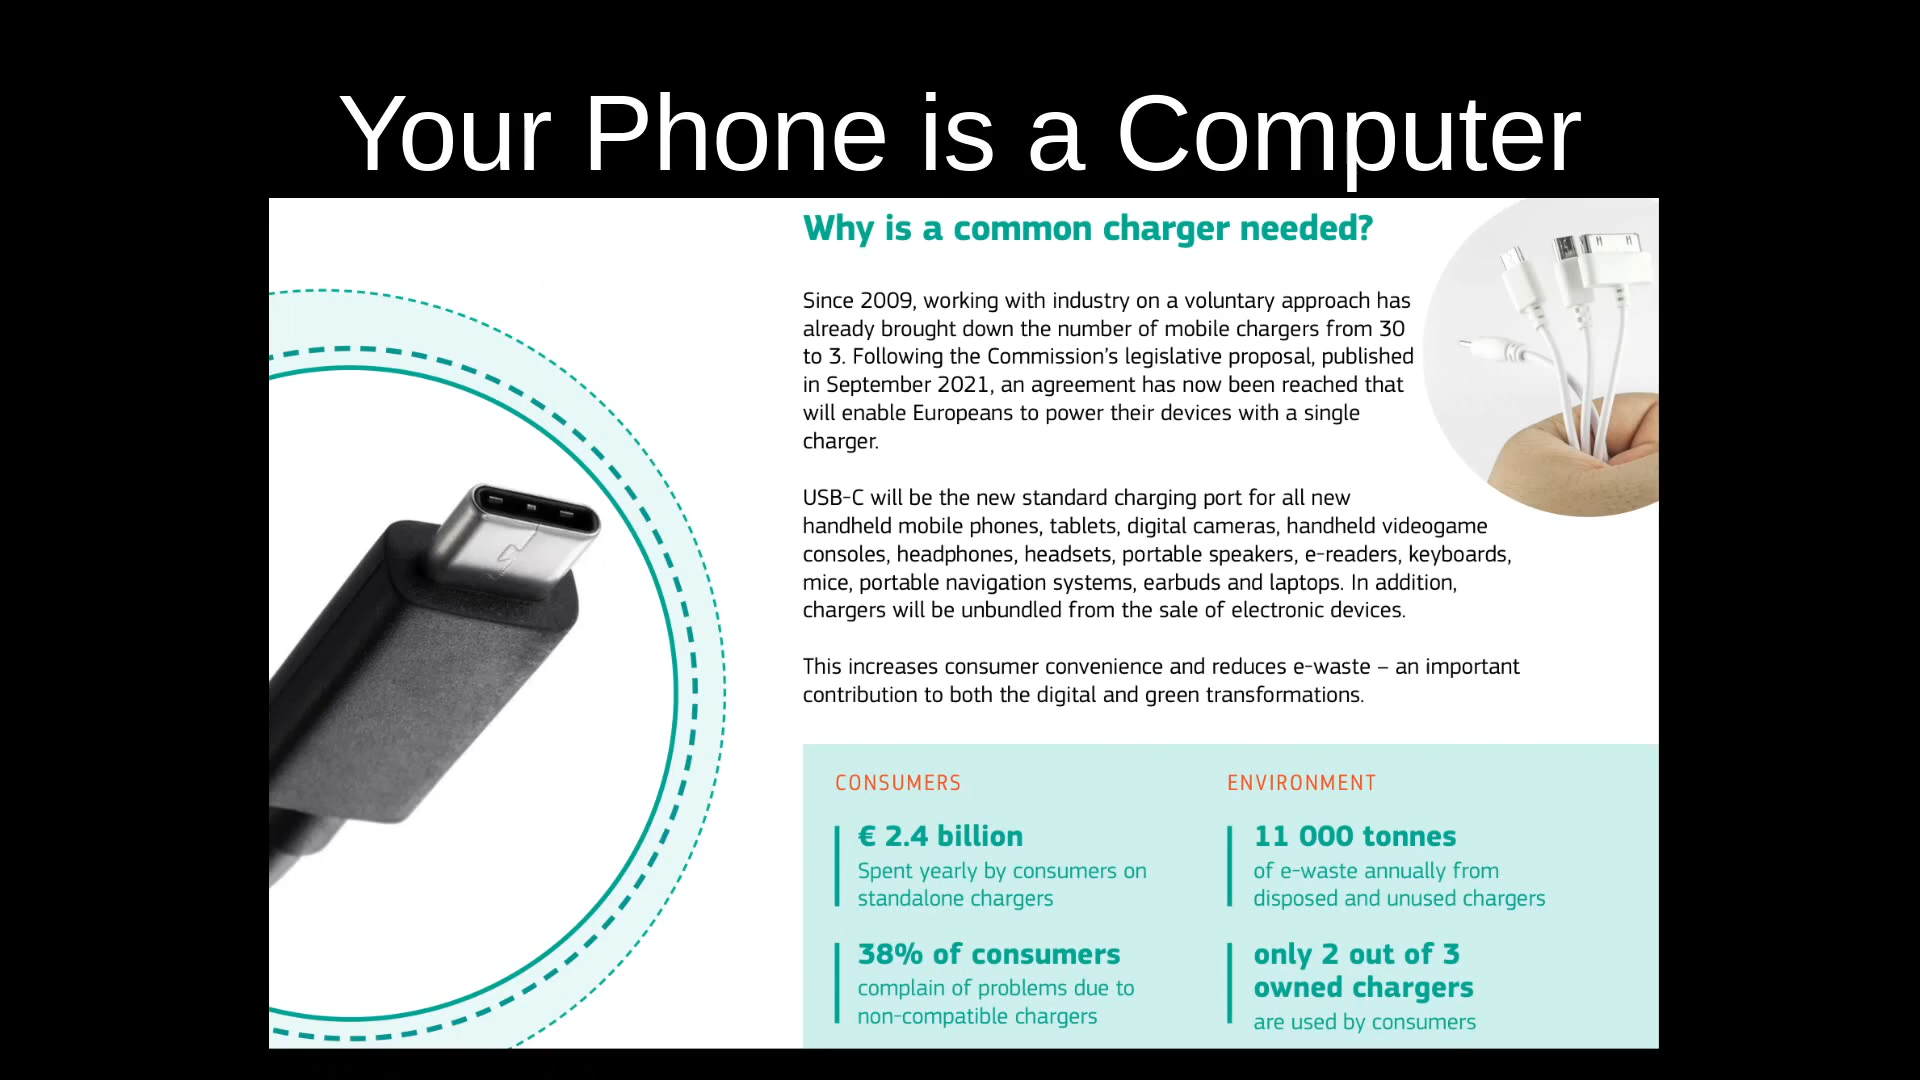 Your Phone is a Computer
Why is a common charger needed?
Since 2009, working with industry on a voluntary approach has
already brought down the number of mobile chargers from 30
to 3. Following the Commission's legislative proposal, published
in September 2021, an agreement has now been reached that
will enable Europeans to power their devices with a single
charger.
USB-C will be the new standard charging port for all new
handheld mobile phones, tablets, digital cameras, handheld videogame
consoles, headphones, headsets, portable speakers, e-readers, keyboards,
mice, portable navigation systems, earbuds and laptops. In addition,
chargers will be unbundled from the sale of electronic devices.
This increases consumer convenience and reduces e-waste – an important
contribution to both the digital and green transformations.
CONSUMERS
€ 2.4 billion
Spent yearly by consumers on
standalone chargers
38% of consumers
complain of problems due to
non-compatible chargers
ENVIRONMENT
11 000 tonnes
of e-waste annually from
disposed and unused chargers
only 2 out of 3
owned chargers
are used by consumers